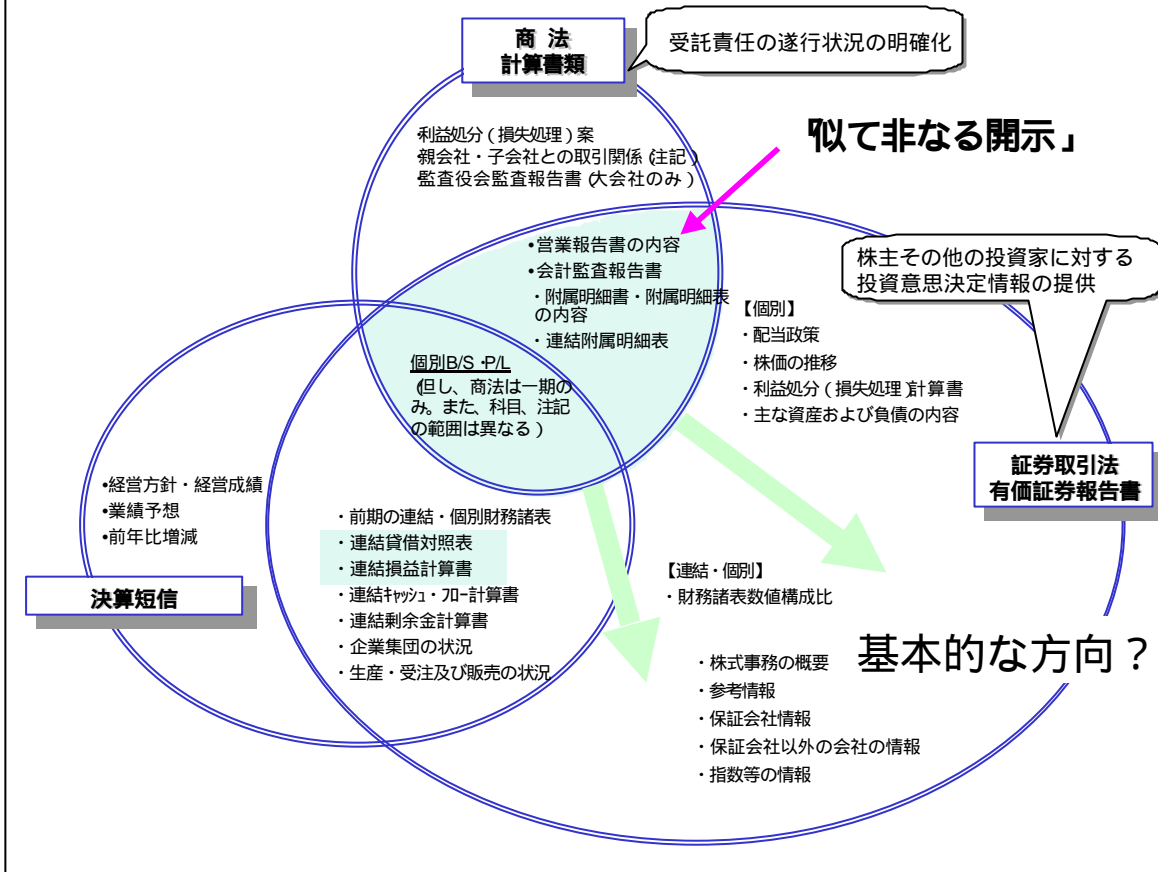 商 法
計算書類
受託責任の遂行状況の明確化
「似て非なる開示」
・利益処分(損失処理)案
・親会社・子会社との取引関係(注記)
・監査役会監査報告書(大会社のみ)
•営業報告書の内容
•会計監査報告書
・附属明細書・附属明細表
の内容
・連結附属明細表
株主その他の投資家に対する
投資意思決定情報の提供
【個別】
・配当政策
・株価の推移
・利益処分(損失処理)計算書
・主な資産および負債の内容
個別B/S・P/L
(但し、商法は一期の
み。また、科目、注記
の範囲は異なる)
証券取引法
有価証券報告書
•経営方針・経営成績
•業績予想
•前年比増減
・前期の連結・個別財務諸表
・連結貸借対照表
・連結損益計算書
・連結ｷｬｯｼｭ・ﾌﾛｰ計算書
・連結剰余金計算書
・企業集団の状況
・生産・受注及び販売の状況
決算短信
【連結・個別】
・財務諸表数値構成比
基本的な方向?
・株式事務の概要
・参考情報
・保証会社情報
・保証会社以外の会社の情報
・指数等の情報